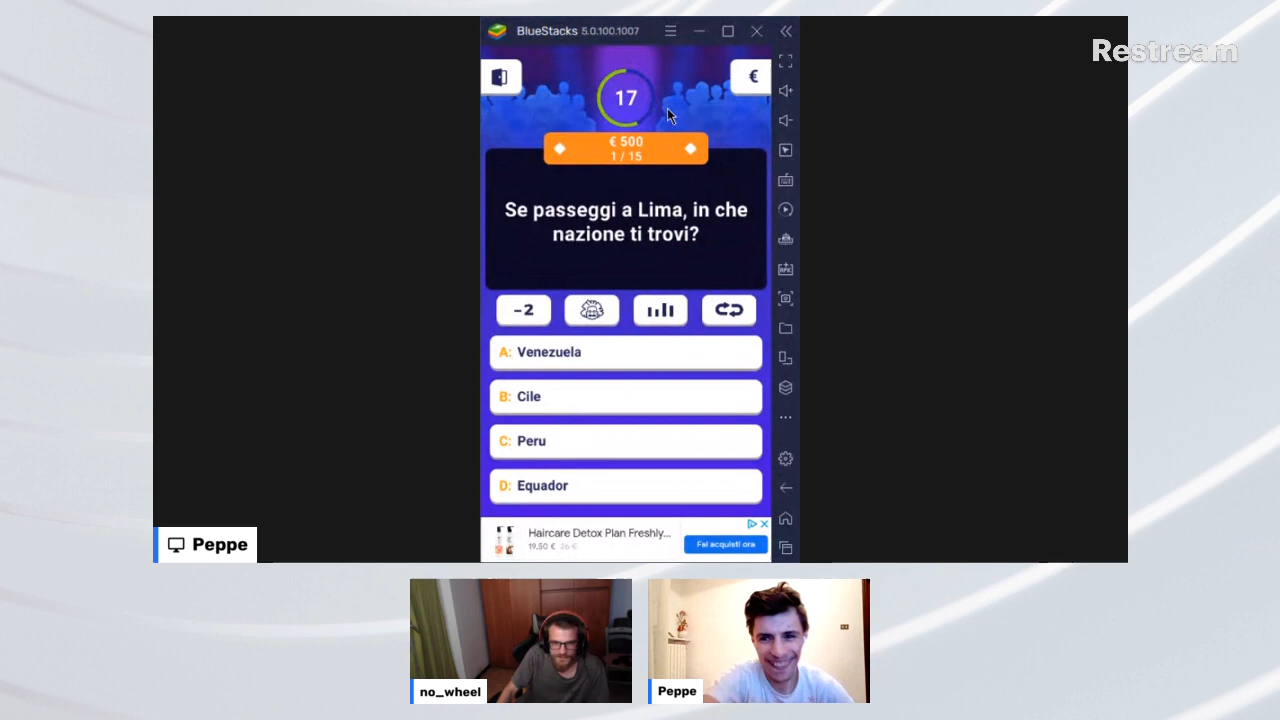 BlueStacks 5.0.100.1007
Restream
€
17
€ 500
1 / 15
Se passeggi a Lima, in che
nazione ti trovi?
-2
A: Venezuela
B: Cile
C: Peru
D: Equador
Haircare Detox Plan Freshly...
19,50 € 26 €
Fai acquisti ora
Peppe
no_wheel
Peppe